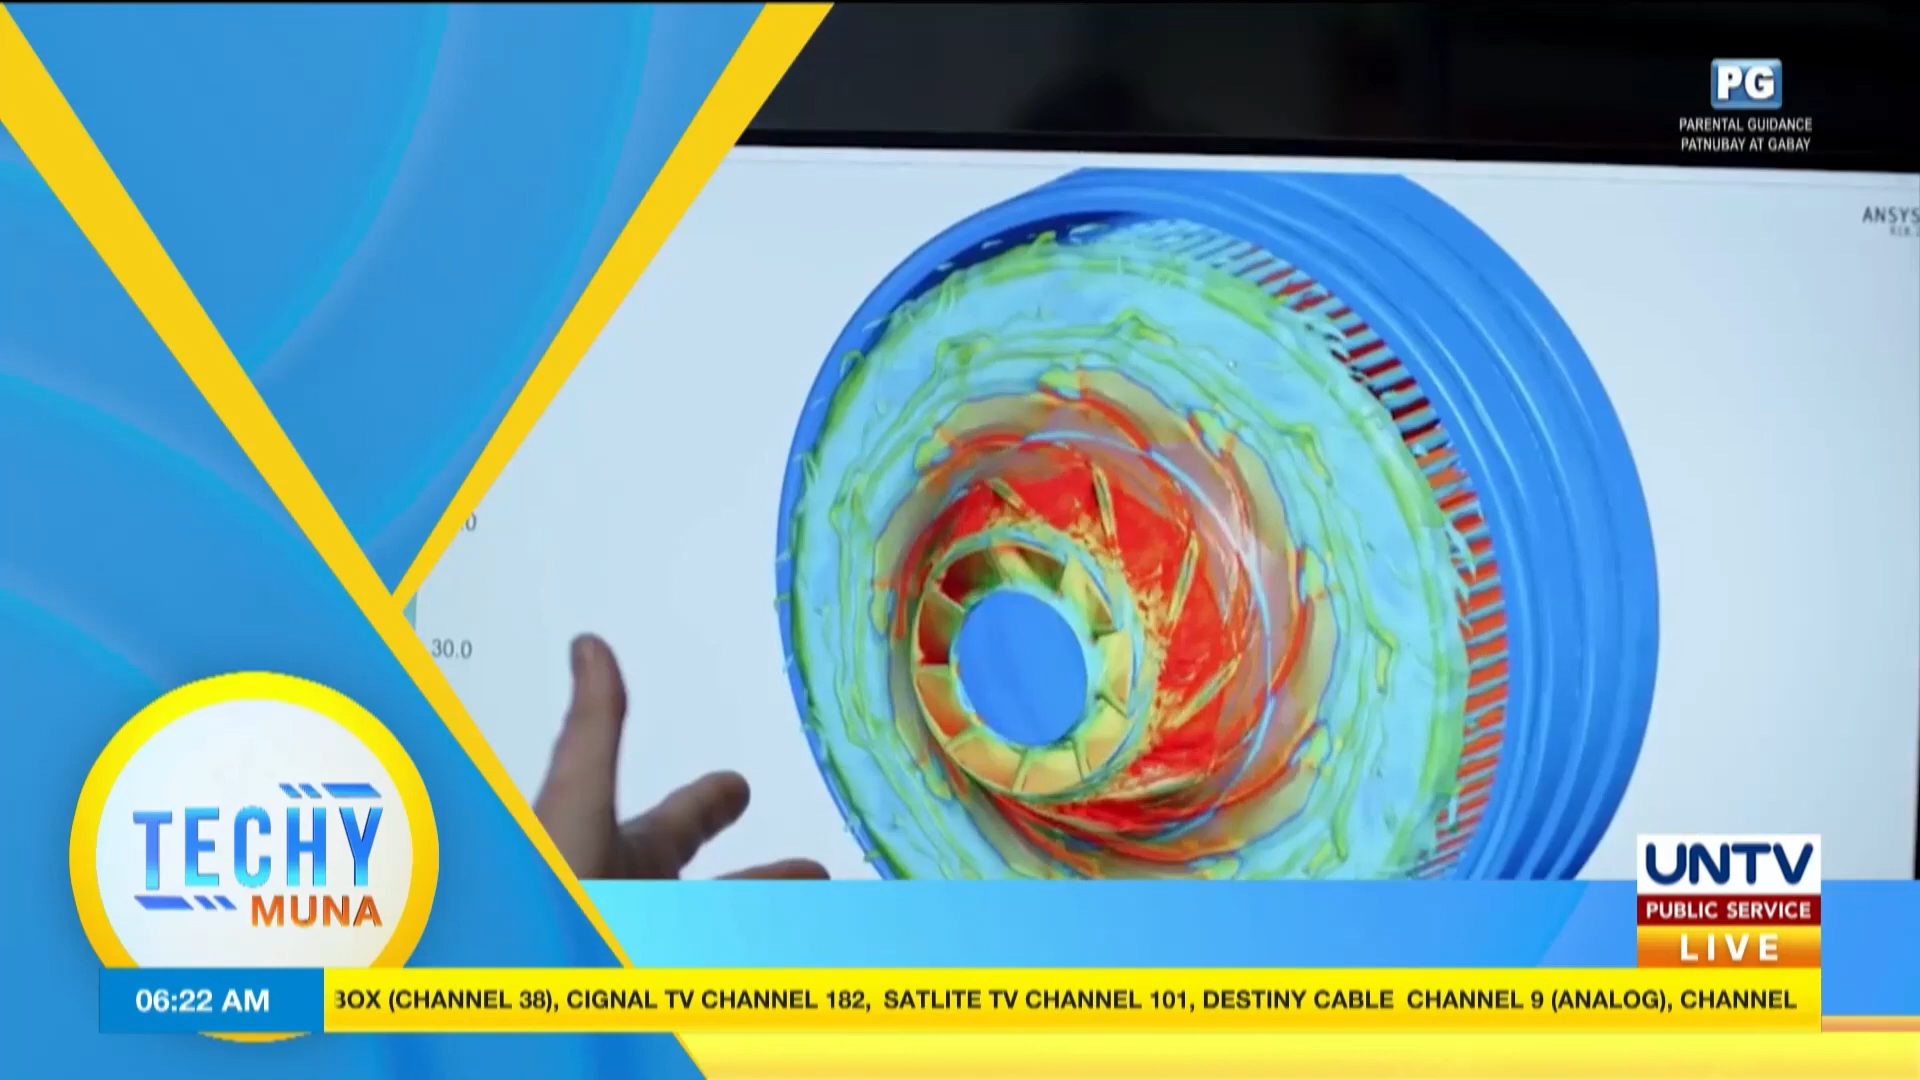 PG
PARENTAL GUIDANCE
PATNUBAY AT GABAY
ANSYS
30.0
TECHY
MUNA
UNTV
PUBLIC SERVICE
LIVE
06:22 AM
BOX (CHANNEL 38), CIGNAL TV CHANNEL 182, SATLITE TV CHANNEL 101, DESTINY CABLE CHANNEL 9 (ANALOG), CHANNEL